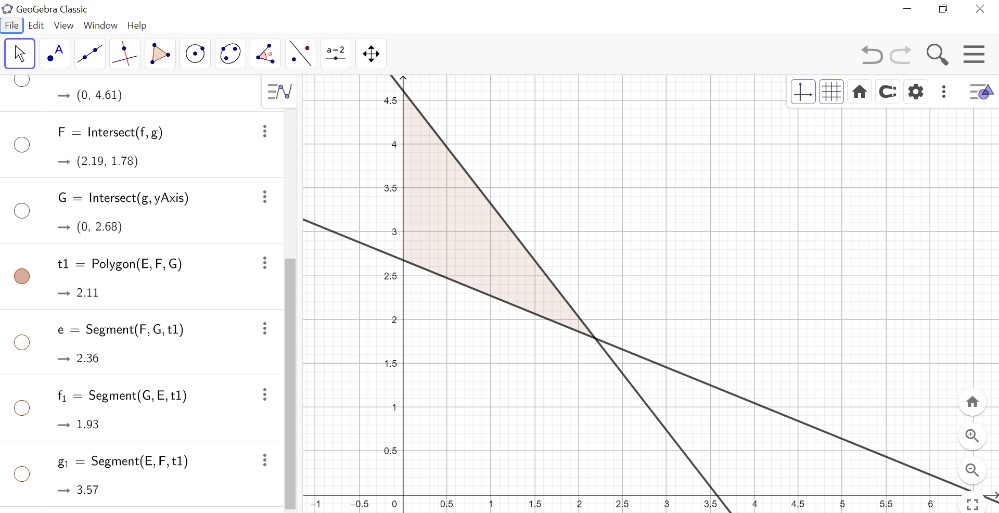 GeoGebra Classic
File Edit View Window Help
A
a=2
→ (0, 4.61)
F = Intersect(f, g)
→ (2.19, 1.78)
G = Intersect(g, yAxis)
→ (0, 2.68)
t1 = Polygon(E, F, G)
→ 2.11
e = Segment(F, G, t1)
→ 2.36
f₁ = Segment(G, E, t1)
→ 1.93
g₁ = Segment(E, F, t1)
→ 3.57
4.5
4
3.5
3
2.5
2
1.5
1
0.5
-1 -0.5 0 0.5 1 1.5 2 2.5 3 3.5 4 4.5 5 5.5 6